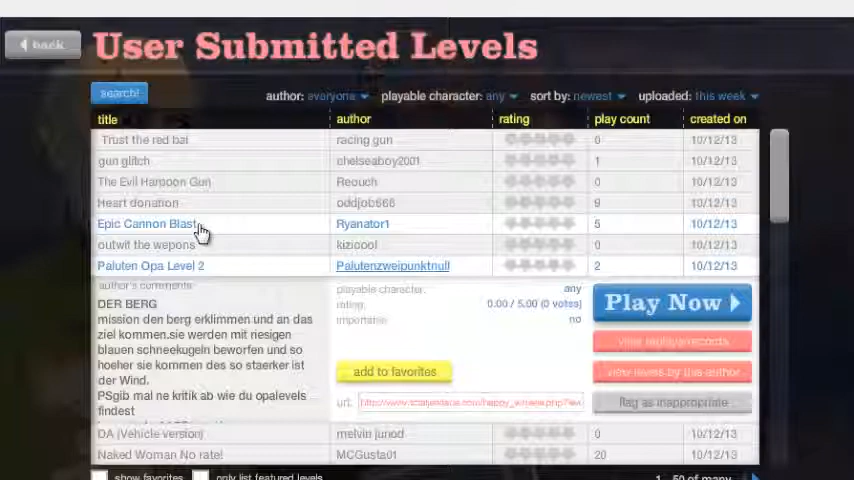 back
User Submitted Levels
search!
author: everyone playable character: any sort by: newest uploaded: this week
title author rating play count created on
Trust the red bal racing gun 0 10/12/13
gun glitch chelseaboy2001 1 10/12/13
The Evil Harpoon Gun Reouch 0 10/12/13
Heart donation oddjob666 9 10/12/13
Epic Cannon Blast Ryanator1 5 10/12/13
outwit the wepons kizicool 0 10/12/13
Paluten Opa Level 2 Palutenzweipunktnull 2 10/12/13
author's comments
DER BERG
mission den berg erklimmen und an das
ziel kommen.sie werden mit riesigen
blauen schneekugeln beworfen und so
hoeher sie kommen des so staerker ist
der Wind.
PSgib mal ne kritik ab wie du opalevels
findest
playable character: any
rating: 0.00 / 5.00 (0 votes)
importable: no
add to favorites
url:
Play Now
view replays/records
view levels by this author
flag as inappropriate
DA (Vehicle version) melvin junod 0 10/12/13
Naked Woman No rate! MCGusta01 20 10/12/13
show favorites only list featured levels 1 - 50 of many